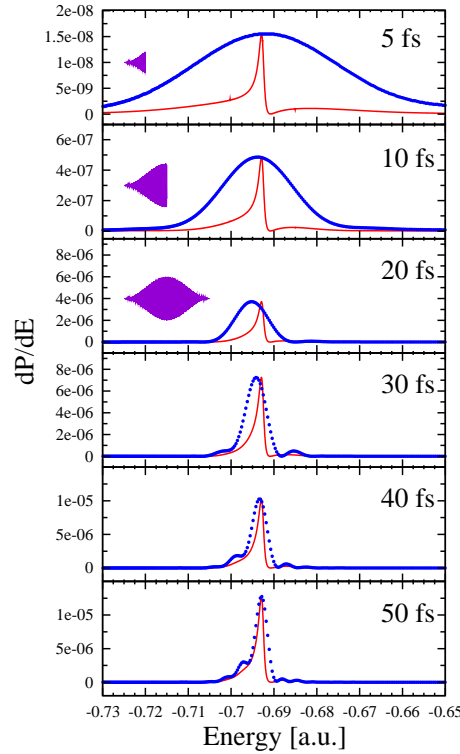 dP/dE
2e-08
1.5e-08
1e-08
5e-09
0
5 fs
6e-07
4e-07
2e-07
0
10 fs
8e-06
6e-06
4e-06
2e-06
0
20 fs
8e-06
6e-06
4e-06
2e-06
0
30 fs
1e-05
5e-06
0
40 fs
1e-05
5e-06
0
50 fs
-0.73 -0.72 -0.71 -0.7 -0.69 -0.68 -0.67 -0.66 -0.65
Energy [a.u.]